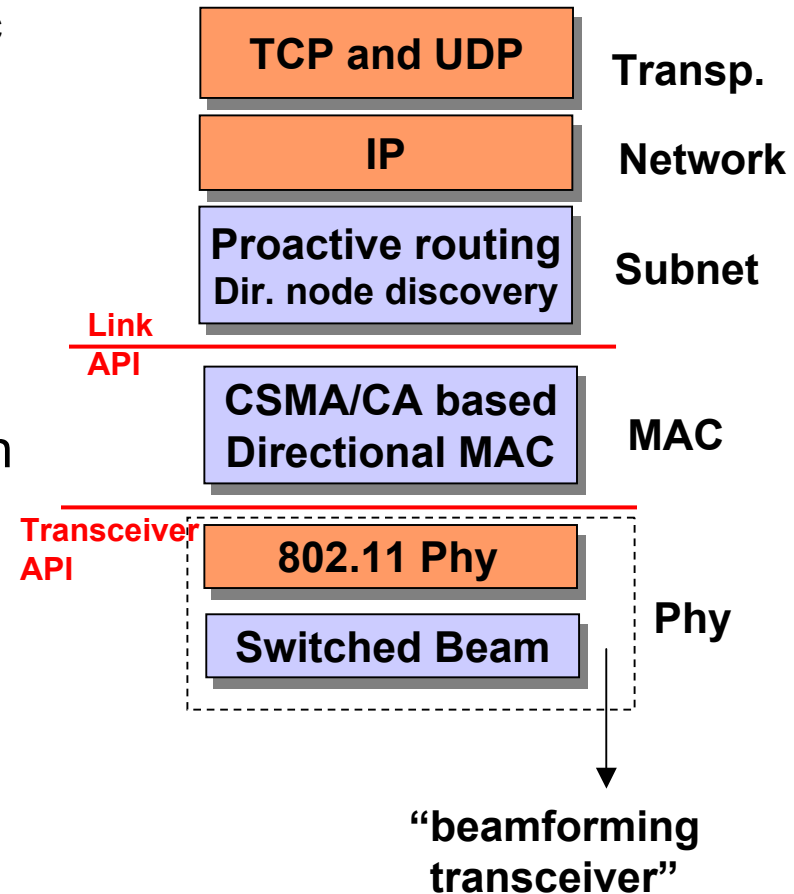 TCP and UDP
Transp.
IP
Network
Proactive routing
Dir. node discovery
Subnet
Link
API
CSMA/CA based
Directional MAC
MAC
Transceiver
API
802.11 Phy
Switched Beam
Phy
“beamforming
transceiver”